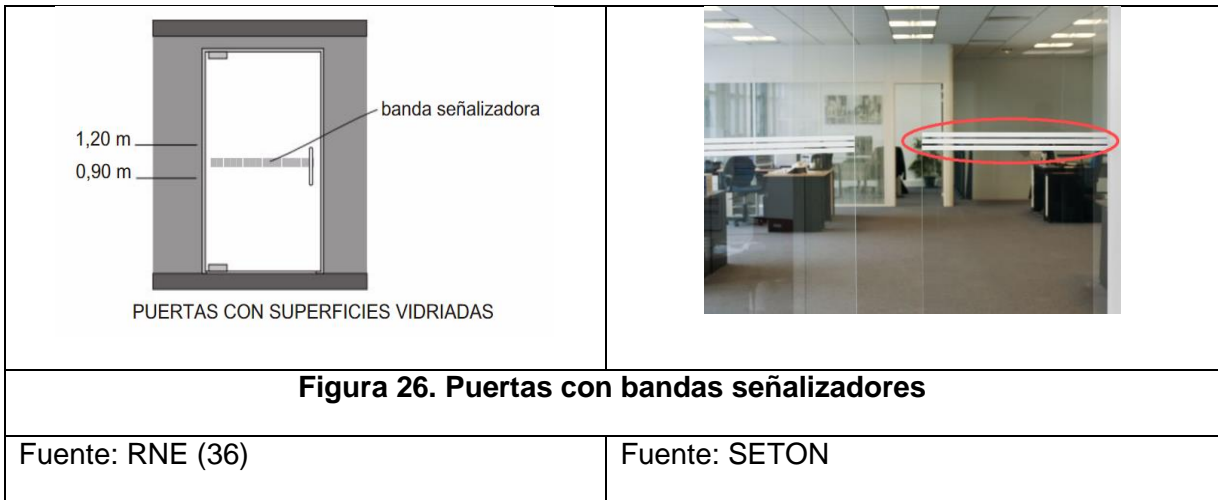 banda señalizadora
1,20 m
0,90 m
PUERTAS CON SUPERFICIES VIDRIADAS
Figura 26. Puertas con bandas señalizadores
Fuente: RNE (36)
Fuente: SETON